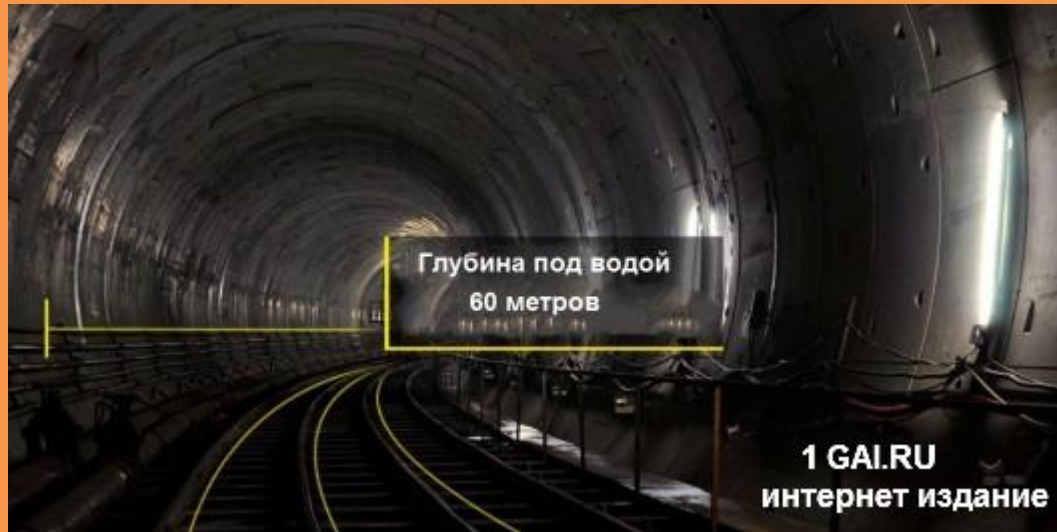 Глубина под водой
60 метров
1 GAI.RU
интернет издание